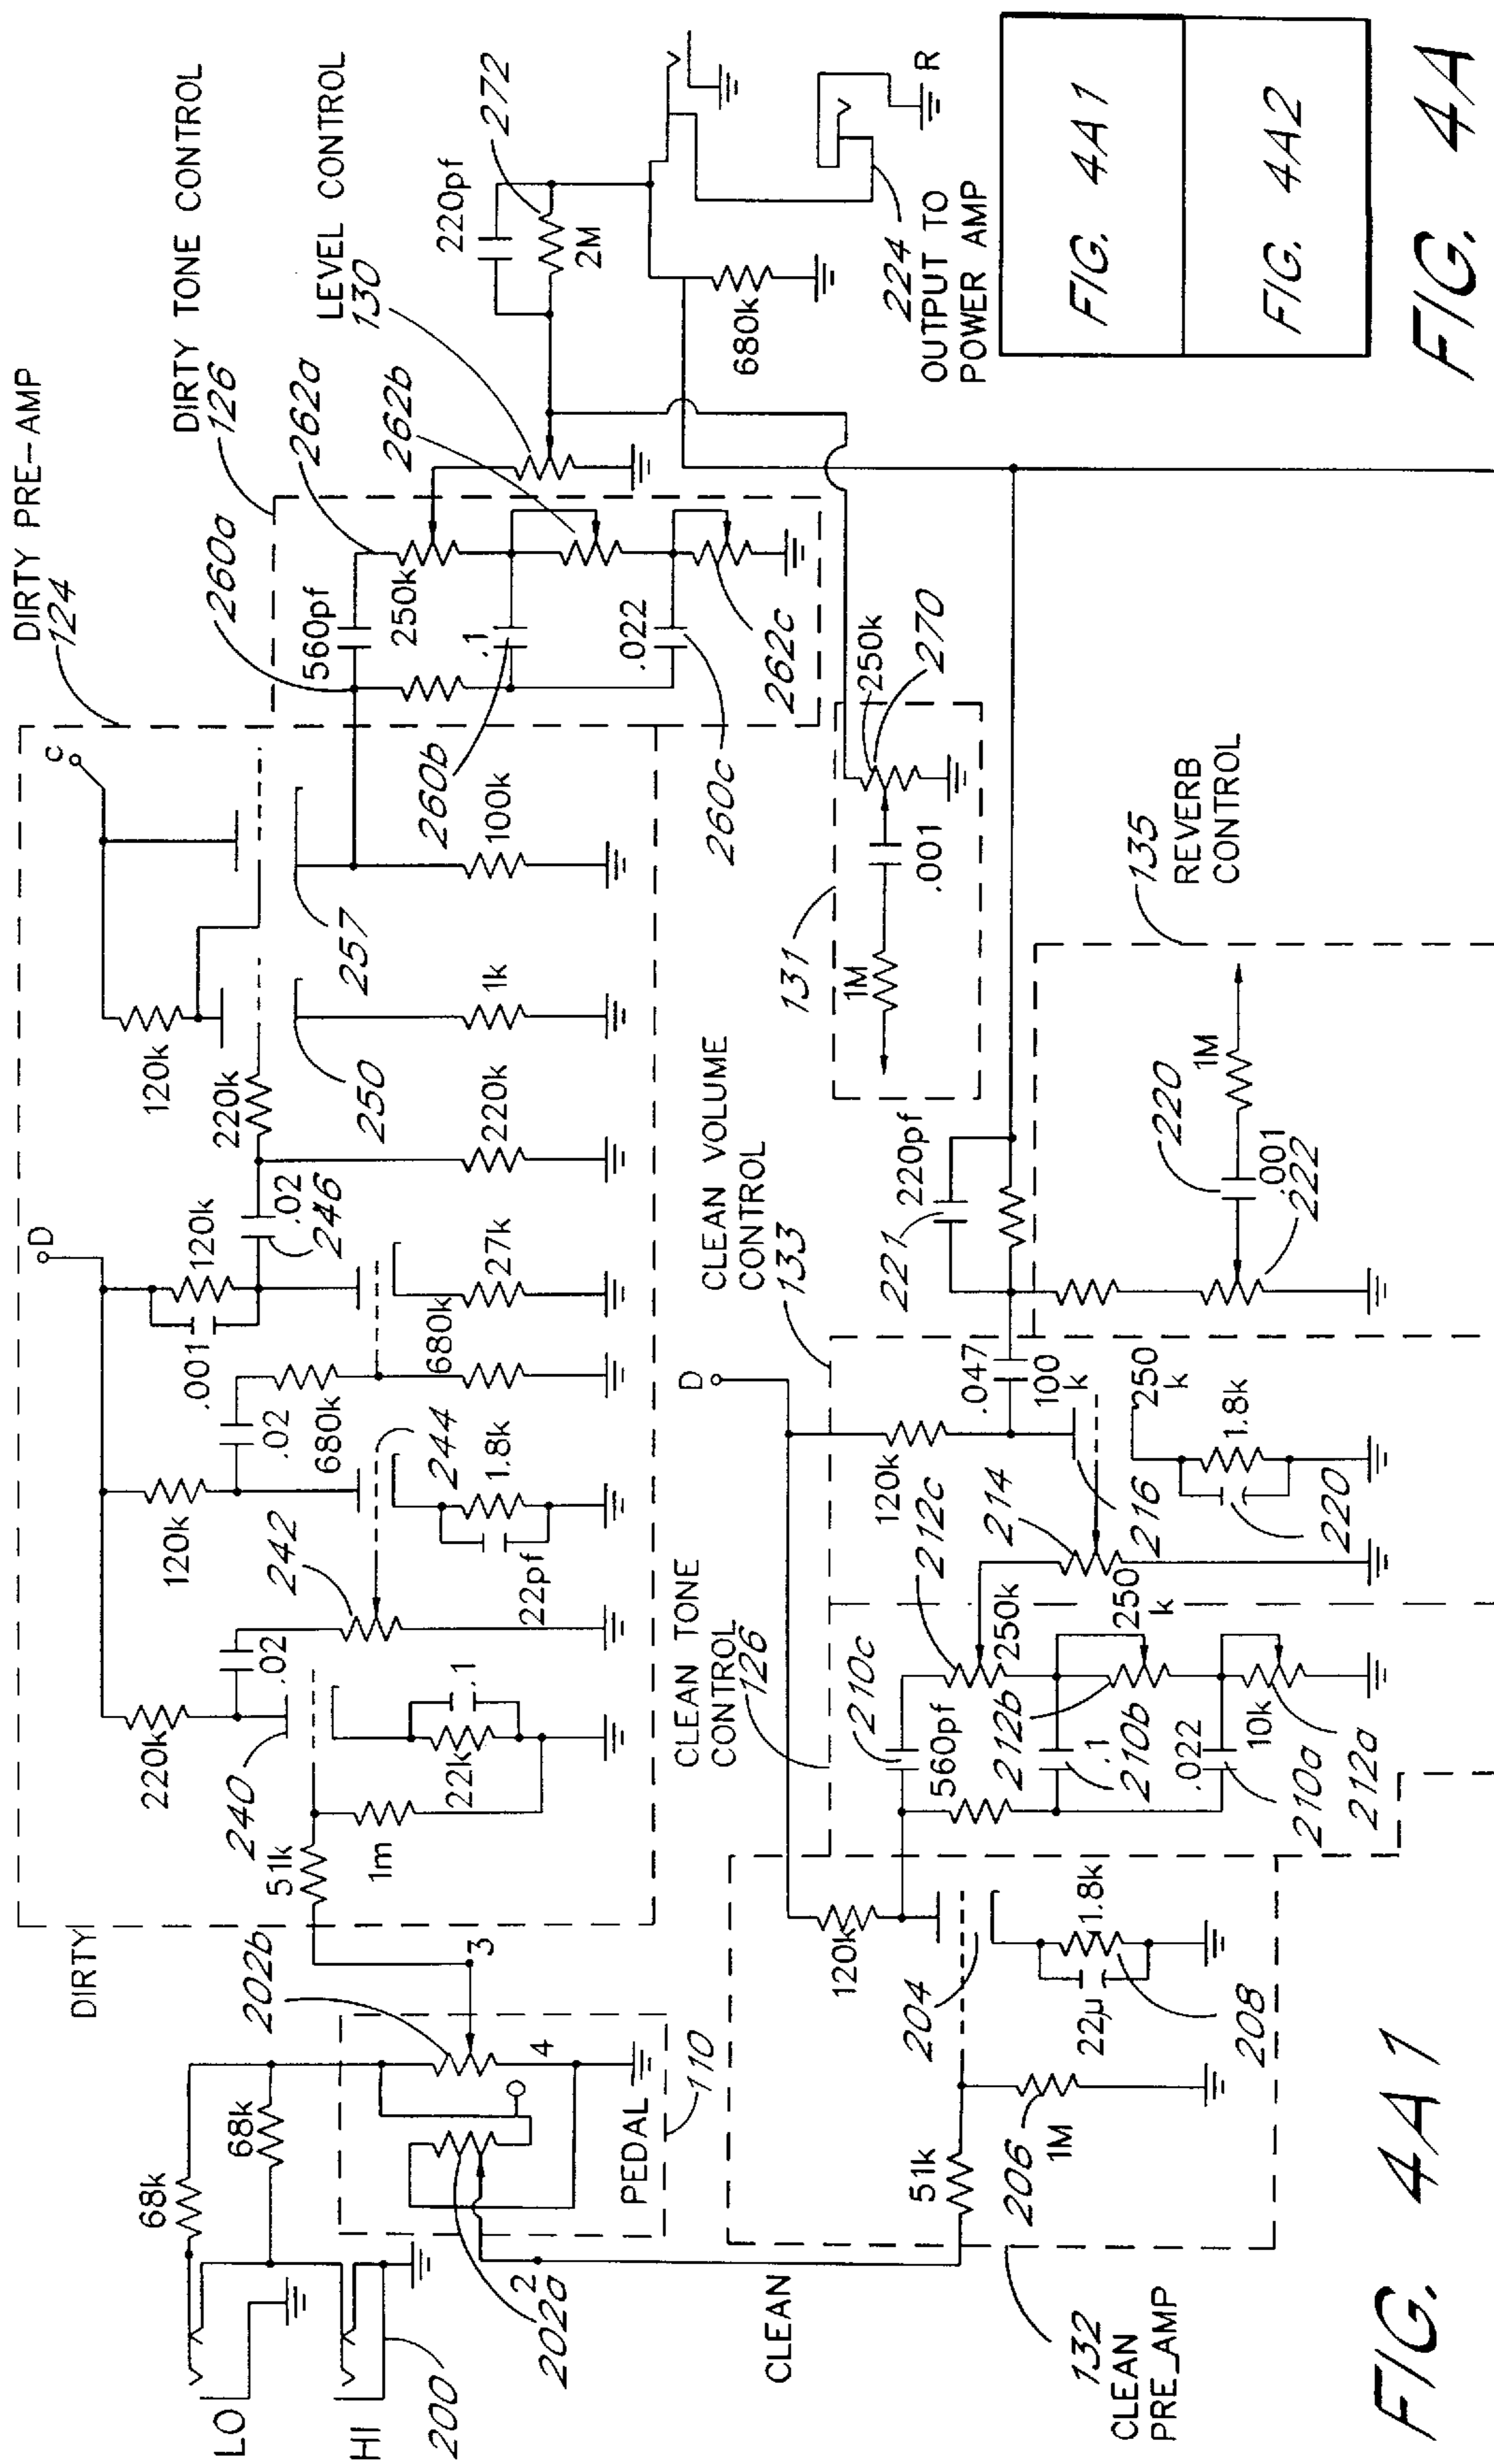 LO
HI
200
68k
68k
202a
2
202b
3
4
PEDAL
110
DIRTY
DIRTY PRE-AMP
124
51k
1m
240
220k
.02
22k
.1
242
120k
22pf
1.8k
244
.02
680k
680k
D
.001
120k
27k
.02
246
220k
220k
120k
250
1k
257
100k
C
DIRTY TONE CONTROL
126
260a
262a
560pf
250k
.1
260b
262b
.022
260c
262c
LEVEL CONTROL
130
220pf
2M
272
680k
224
OUTPUT TO
POWER AMP
R
131
1M
.001
250k
270
CLEAN
132
CLEAN
PRE_AMP
51k
206
1M
204
120k
22µ
1.8k
208
CLEAN TONE
CONTROL
126
210c
560pf
212c
250k
212b
.1
210b
250
k
.022
10k
210a
212a
CLEAN VOLUME
CONTROL
133
D
120k
214
216
.047
100
k
250
k
1.8k
220
221
220pf
135
REVERB
CONTROL
220
1M
.001
222
FIG. 4A1
FIG. 4A2
FIG. 4A
FIG. 4A1